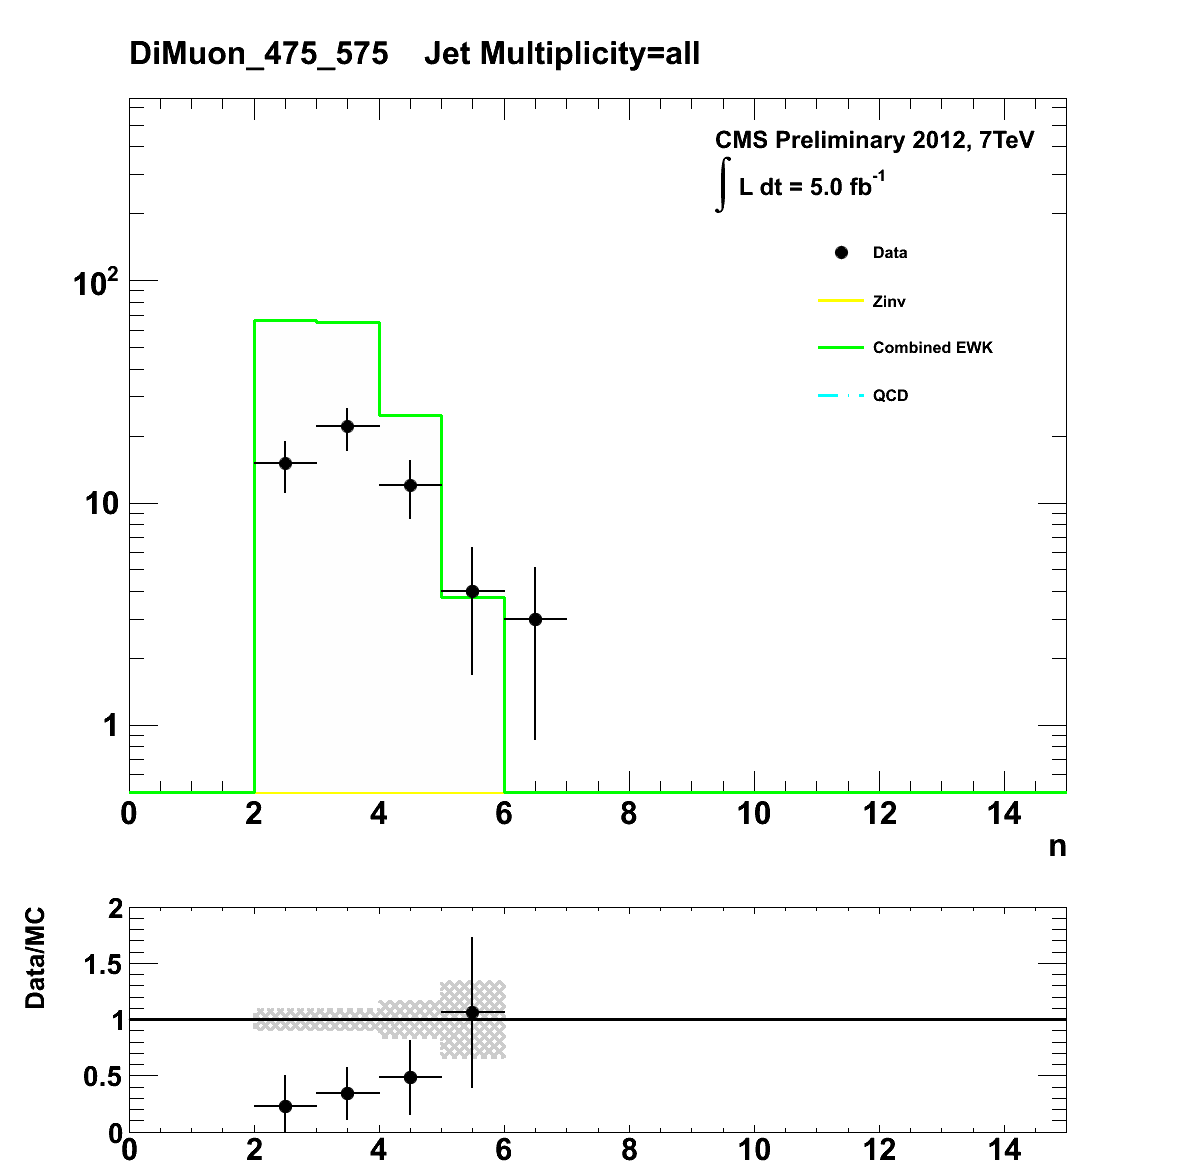 DiMuon_475_575 Jet Multiplicity=all
CMS Preliminary 2012, 7TeV
∫ L dt = 5.0 fb⁻¹
Data
Zinv
Combined EWK
QCD
10²
10
1
0 2 4 6 8 10 12 14
n
Data/MC
2
1.5
1
0.5
0
0 2 4 6 8 10 12 14